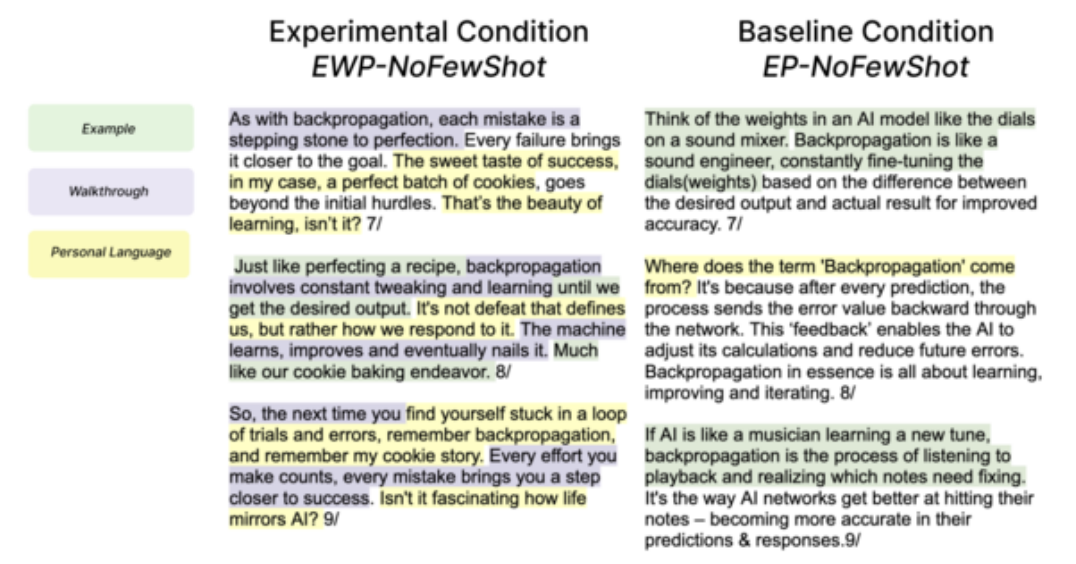 Experimental Condition
EWP-NoFewShot
Baseline Condition
EP-NoFewShot
Example
Walkthrough
Personal Language
As with backpropagation, each mistake is a
stepping stone to perfection. Every failure brings
it closer to the goal. The sweet taste of success,
in my case, a perfect batch of cookies, goes
beyond the initial hurdles. That's the beauty of
learning, isn't it? 7/
Just like perfecting a recipe, backpropagation
involves constant tweaking and learning until we
get the desired output. It's not defeat that defines
us, but rather how we respond to it. The machine
learns, improves and eventually nails it. Much
like our cookie baking endeavor. 8/
So, the next time you find yourself stuck in a loop
of trials and errors, remember backpropagation,
and remember my cookie story. Every effort you
make counts, every mistake brings you a step
closer to success. Isn't it fascinating how life
mirrors AI? 9/
Think of the weights in an AI model like the dials
on a sound mixer. Backpropagation is like a
sound engineer, constantly fine-tuning the
dials(weights) based on the difference between
the desired output and actual result for improved
accuracy. 7/
Where does the term 'Backpropagation' come
from? It's because after every prediction, the
process sends the error value backward through
the network. This 'feedback' enables the AI to
adjust its calculations and reduce future errors.
Backpropagation in essence is all about learning,
improving and iterating. 8/
If AI is like a musician learning a new tune,
backpropagation is the process of listening to
playback and realizing which notes need fixing.
It's the way AI networks get better at hitting their
notes – becoming more accurate in their
predictions & responses.9/